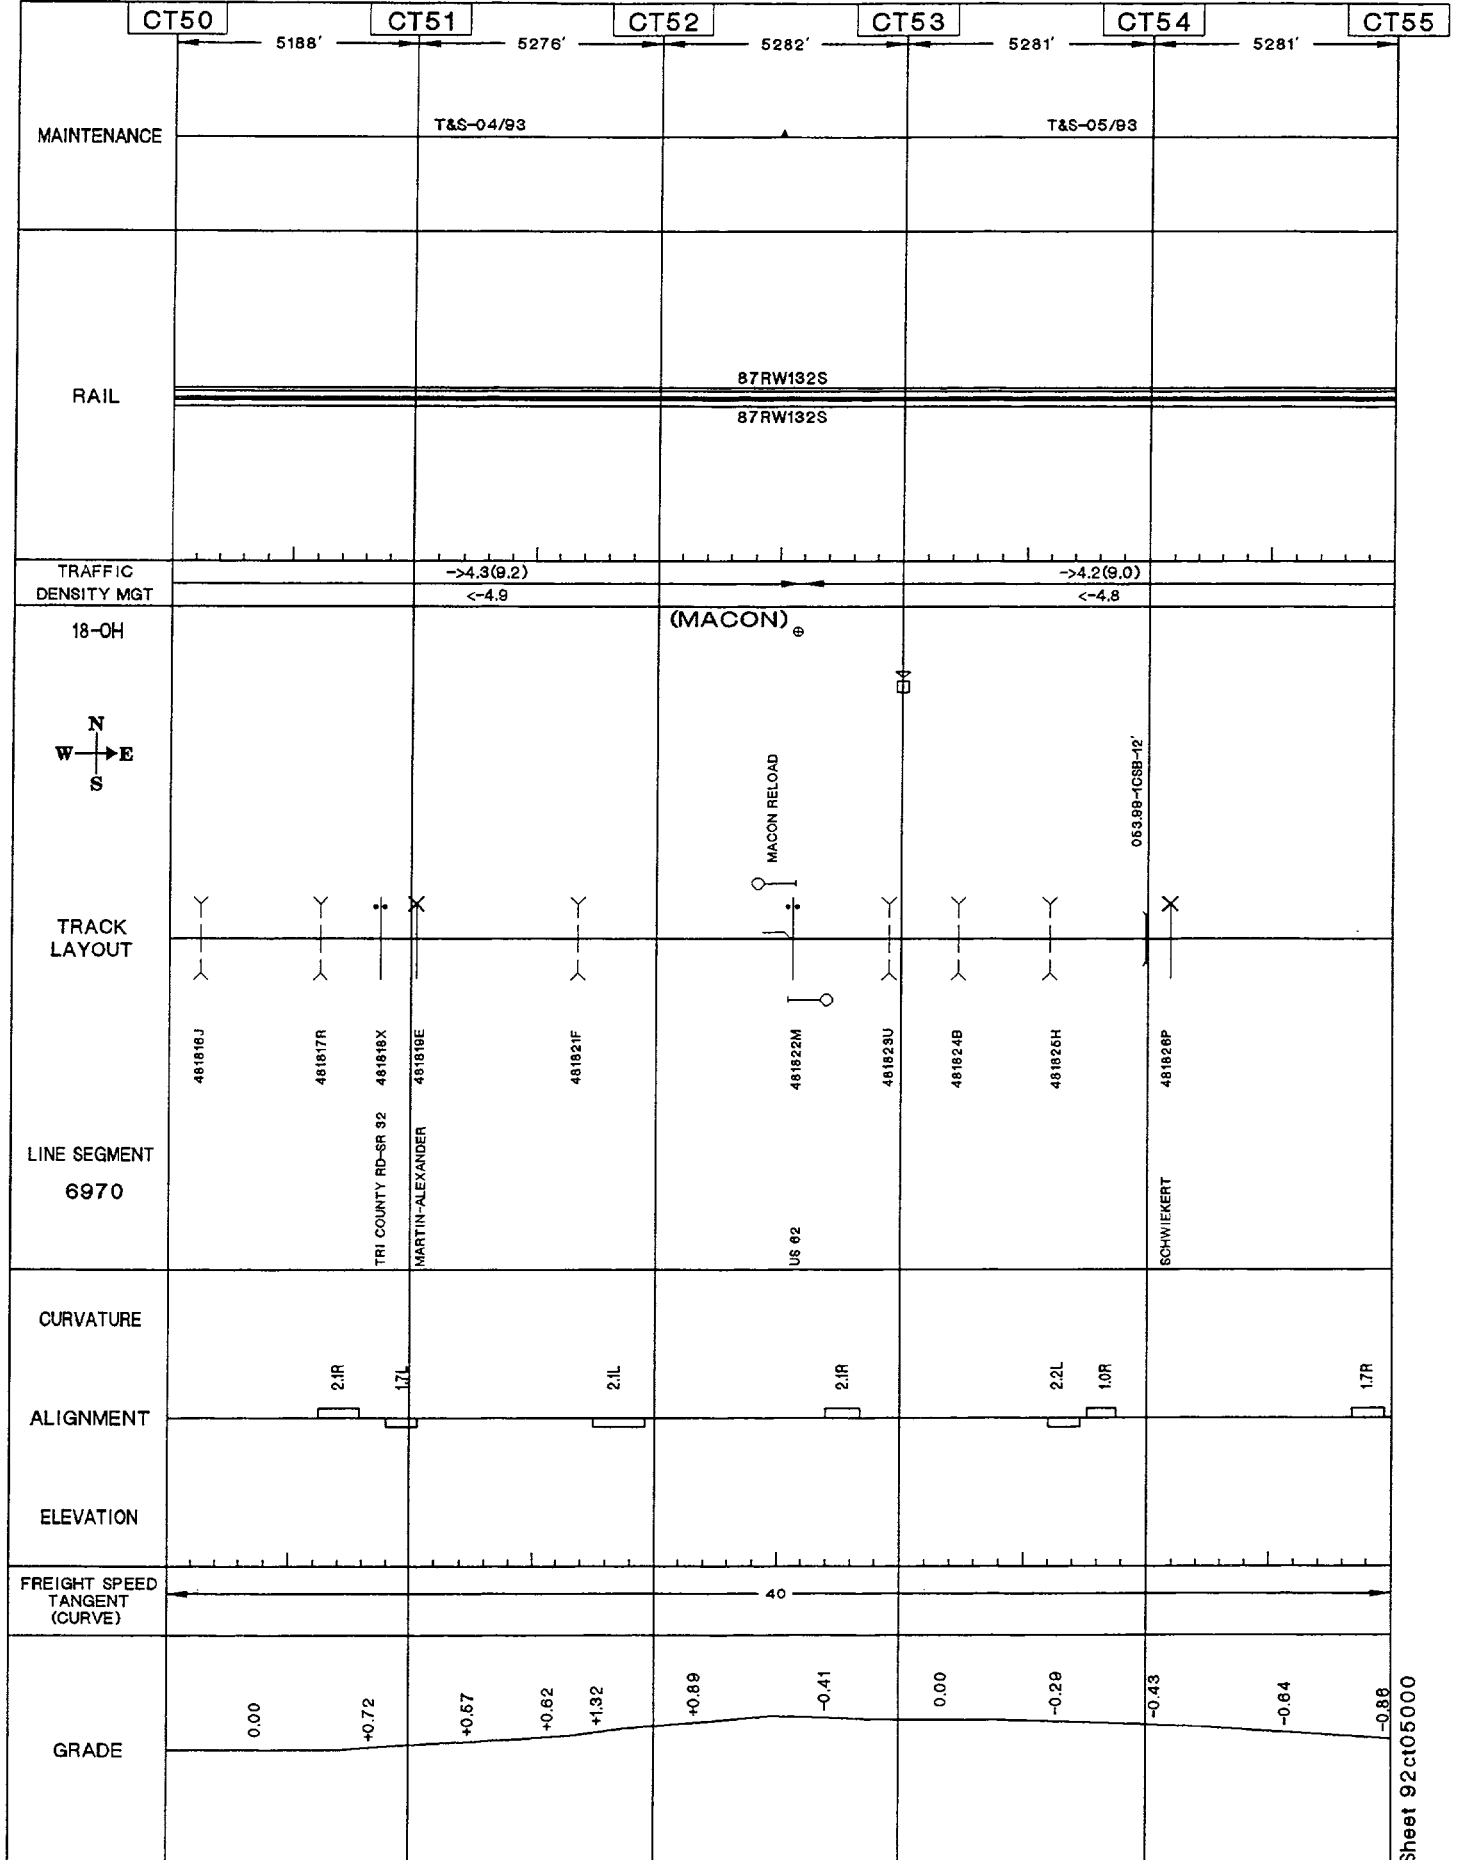 CT50 CT51 CT52 CT53 CT54 CT55
5188' 5276' 5282' 5281' 5281'
MAINTENANCE
T&S-04/93 T&S-05/93
RAIL
87RW132S
87RW132S
TRAFFIC
DENSITY MGT
->4.3(9.2) ->4.2(9.0)
<-4.9 <-4.8
18-OH
(MACON)
N
W E
S
MACON RELOAD
053.99-1CSB-12'
TRACK
LAYOUT
481816J
481817R
481818X
481819E
481821F
481822M
481823U
481824B
481825H
481826P
LINE SEGMENT
6970
TRI COUNTY RD-SR 32
MARTIN-ALEXANDER
US 62
SCHWIEKERT
CURVATURE
2.1R 1.7L 2.1L 2.1R 2.2L 1.0R 1.7R
ALIGNMENT
ELEVATION
FREIGHT SPEED
TANGENT
(CURVE)
40
GRADE
0.00 +0.72 +0.57 +0.62 +1.32 +0.89 -0.41 0.00 -0.29 -0.43 -0.64 -0.86
Sheet 92ct05000